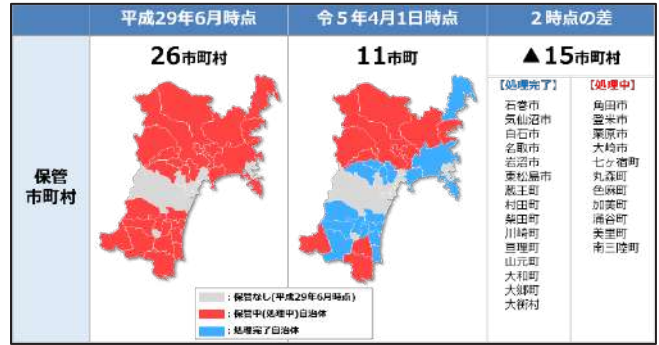 平成29年6月時点
令5年4月1日時点
2時点の差
保管
市町村
26市町村
11市町
▲15市町村
【処理完了】
石巻市
気仙沼市
白石市
名取市
岩沼市
東松島市
蔵王町
村田町
柴田町
川崎町
亘理町
山元町
大和町
大郷町
大衡村
【処理中】
角田市
登米市
栗原市
大崎市
七ヶ宿町
丸森町
色麻町
加美町
涌谷町
美里町
南三陸町
：保管なし(平成29年6月時点)
：保管中(処理中)自治体
：処理完了自治体